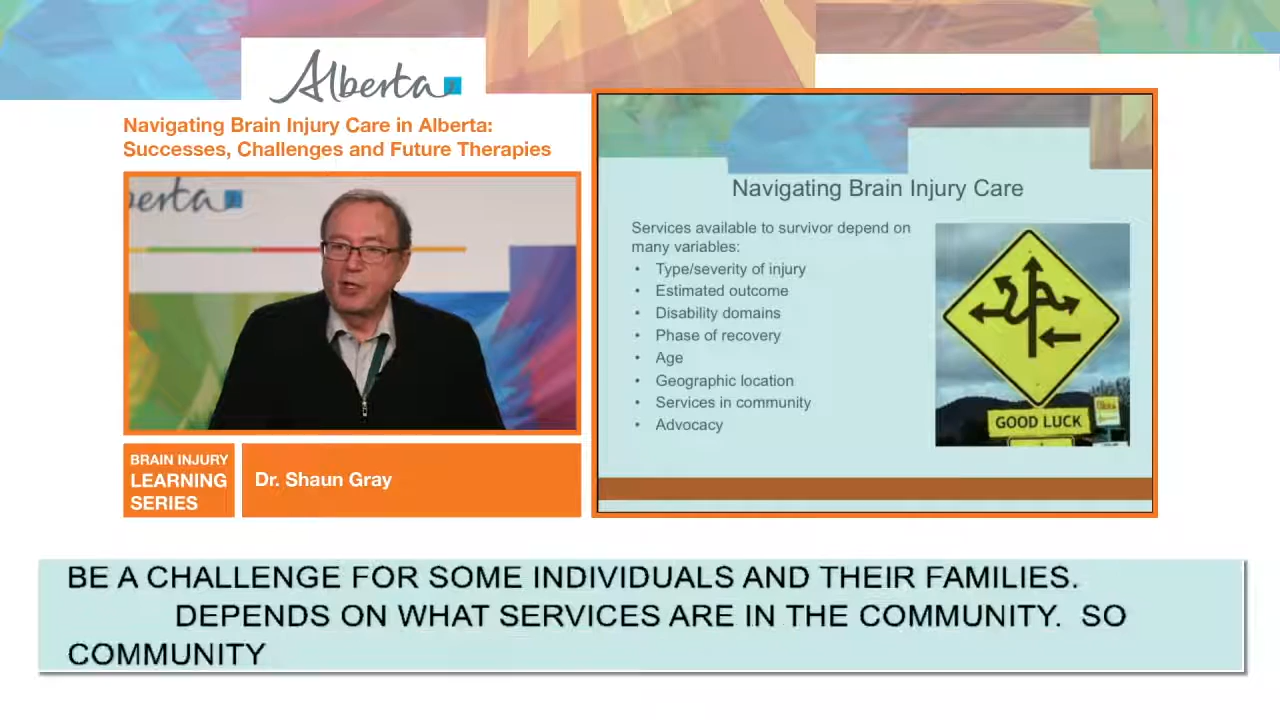 Alberta
Navigating Brain Injury Care in Alberta:
Successes, Challenges and Future Therapies
berta
BRAIN INJURY
LEARNING
SERIES
Dr. Shaun Gray
Navigating Brain Injury Care
Services available to survivor depend on
many variables:
• Type/severity of injury
• Estimated outcome
• Disability domains
• Phase of recovery
• Age
• Geographic location
• Services in community
• Advocacy
GOOD LUCK
BE A CHALLENGE FOR SOME INDIVIDUALS AND THEIR FAMILIES.
DEPENDS ON WHAT SERVICES ARE IN THE COMMUNITY. SO
COMMUNITY